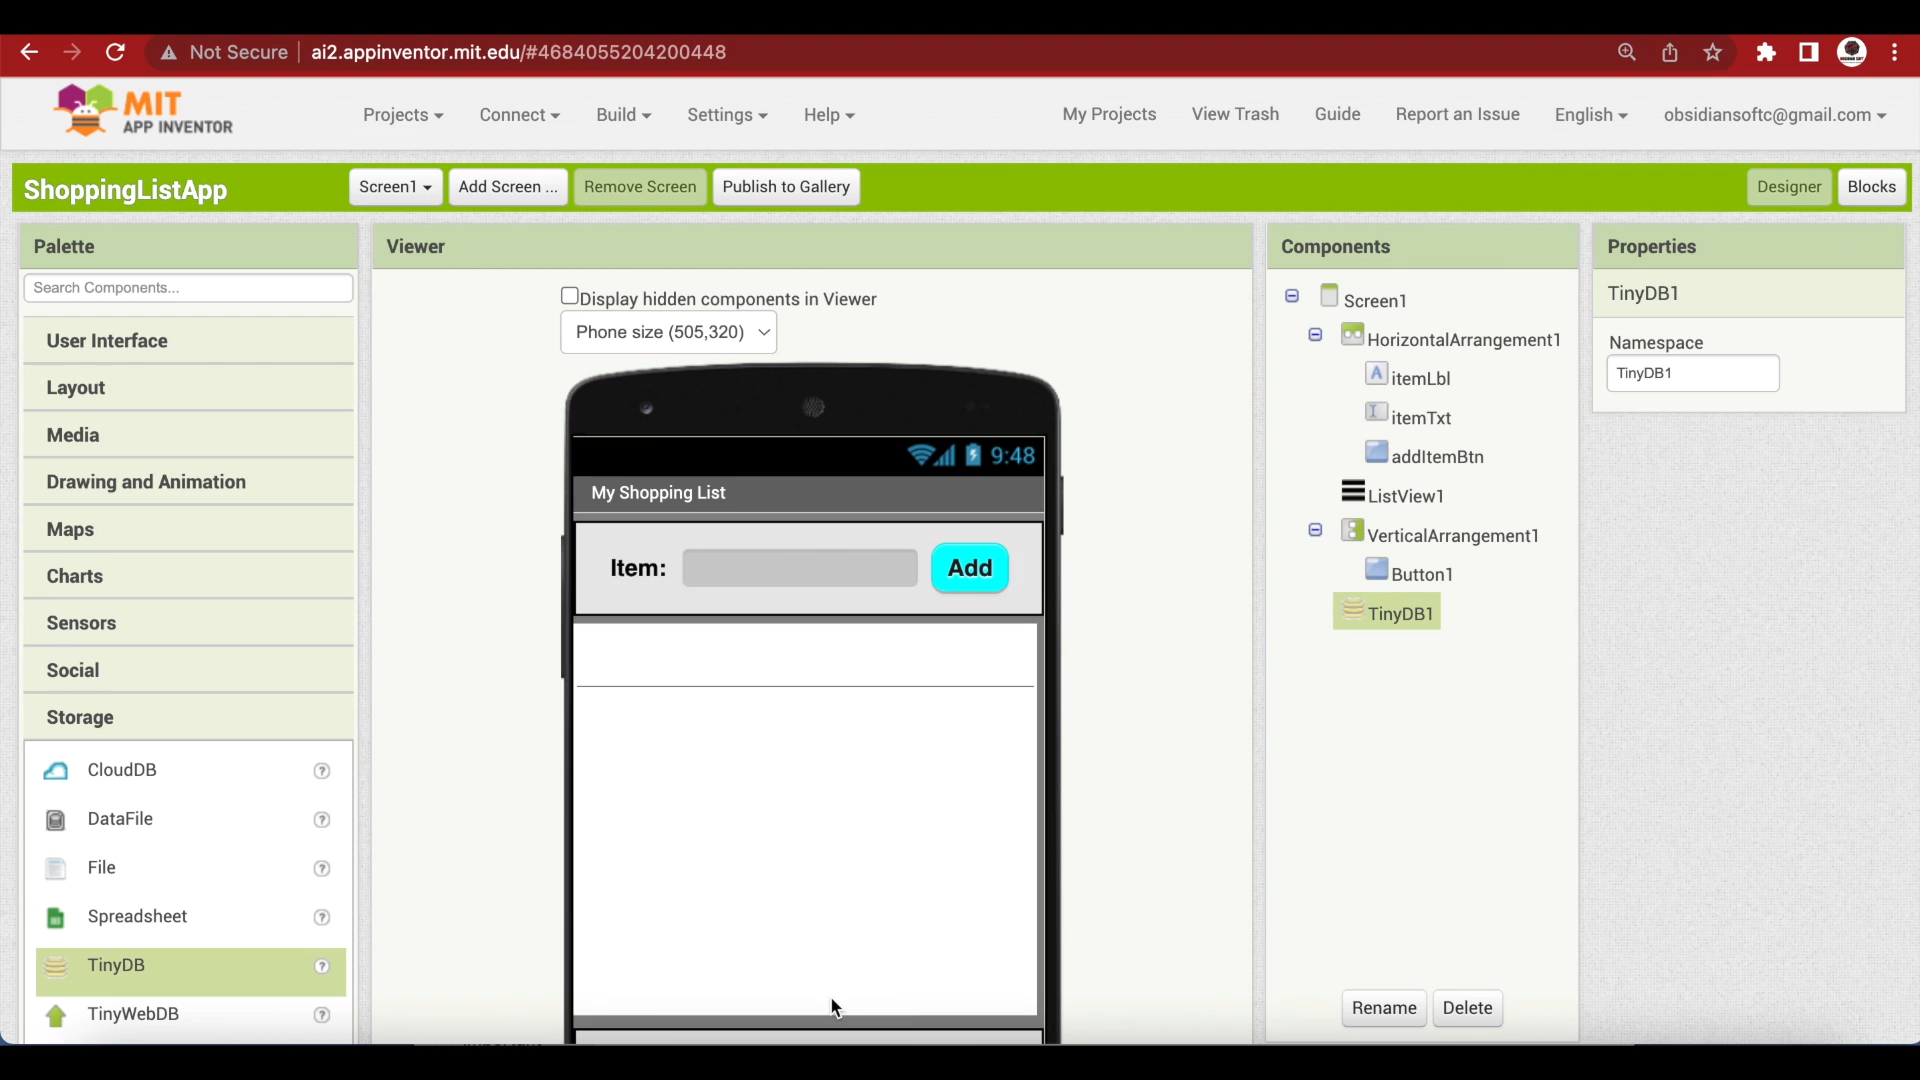 Not Secure
ai2.appinventor.mit.edu/#4684055204200448
MIT
APP INVENTOR
Projects
Connect
Build
Settings
Help
My Projects
View Trash
Guide
Report an Issue
English
obsidiansoftc@gmail.com
ShoppingListApp
Screen1
Add Screen ...
Remove Screen
Publish to Gallery
Designer
Blocks
Palette
Search Components...
User Interface
Layout
Media
Drawing and Animation
Maps
Charts
Sensors
Social
Storage
CloudDB
DataFile
File
Spreadsheet
TinyDB
TinyWebDB
Viewer
Display hidden components in Viewer
Phone size (505,320)
9:48
My Shopping List
Item:
Add
Components
Screen1
HorizontalArrangement1
itemLbl
itemTxt
addItemBtn
ListView1
VerticalArrangement1
Button1
TinyDB1
Rename
Delete
Properties
TinyDB1
Namespace
TinyDB1